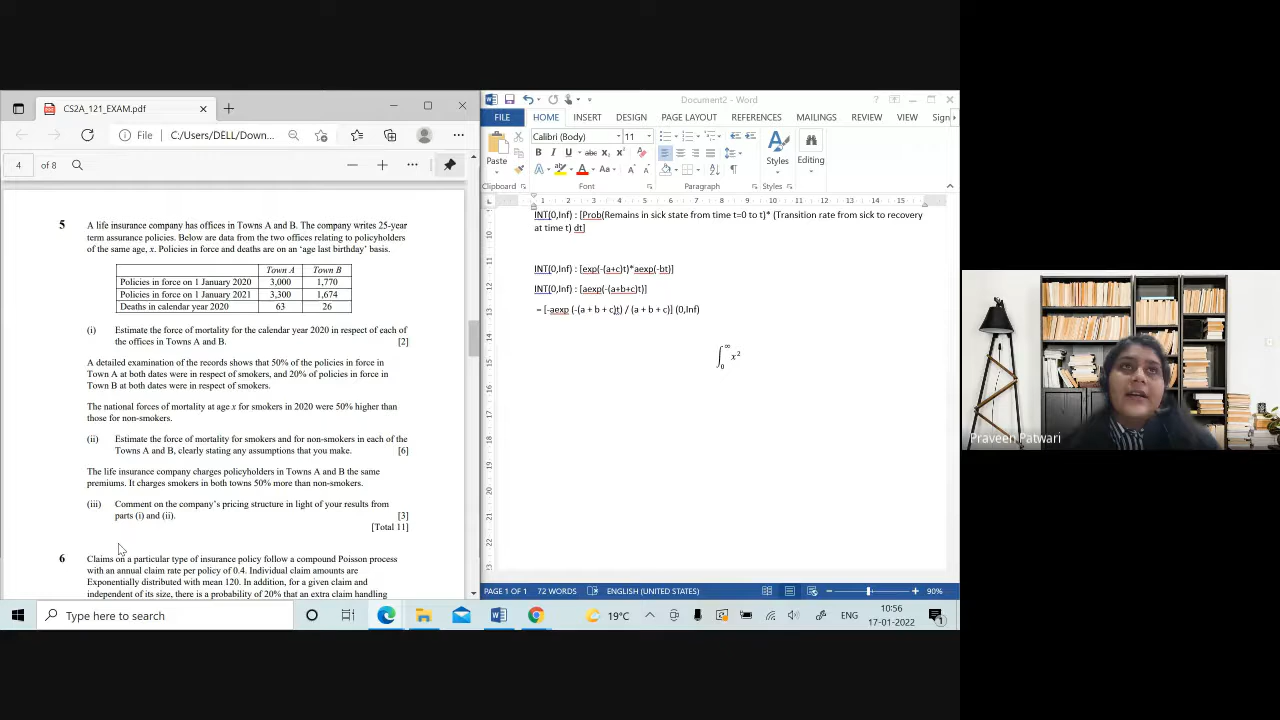 CS2A_121_EXAM.pdf
File
C:/Users/DELL/Down...
4
of 8
5
A life insurance company has offices in Towns A and B. The company writes 25-year
term assurance policies. Below are data from the two offices relating to policyholders
of the same age, x. Policies in force and deaths are on an 'age last birthday' basis.
Town A Town B
Policies in force on 1 January 2020 3,000 1,770
Policies in force on 1 January 2021 3,300 1,674
Deaths in calendar year 2020 63 26
(i) Estimate the force of mortality for the calendar year 2020 in respect of each of
the offices in Towns A and B. [2]
A detailed examination of the records shows that 50% of the policies in force in
Town A at both dates were in respect of smokers, and 20% of policies in force in
Town B at both dates were in respect of smokers.
The national forces of mortality at age x for smokers in 2020 were 50% higher than
those for non-smokers.
(ii) Estimate the force of mortality for smokers and for non-smokers in each of the
Towns A and B, clearly stating any assumptions that you make. [6]
The life insurance company charges policyholders in Towns A and B the same
premiums. It charges smokers in both towns 50% more than non-smokers.
(iii) Comment on the company's pricing structure in light of your results from
parts (i) and (ii). [3]
[Total 11]
6
Claims on a particular type of insurance policy follow a compound Poisson process
with an annual claim rate per policy of 0.4. Individual claim amounts are
Exponentially distributed with mean 120. In addition, for a given claim and
independent of its size, there is a probability of 20% that an extra claim handling
Document2 - Word
FILE HOME INSERT DESIGN PAGE LAYOUT REFERENCES MAILINGS REVIEW VIEW Sign
Calibri (Body) 11
Paste
Styles
Editing
Clipboard Font Paragraph Styles
INT(0,Inf) : [Prob(Remains in sick state from time t=0 to t)* (Transition rate from sick to recovery
at time t) dt]
INT(0,Inf) : [exp(-(a+c)t)*aexp(-bt)]
INT(0,Inf) : [aexp(-(a+b+c)t)]
= [-aexp (-(a + b + c)t) / (a + b + c)] (0,Inf)
∫₀^∞ x²
PAGE 1 OF 1 72 WORDS ENGLISH (UNITED STATES) 90%
Type here to search
19°C
ENG
10:56
17-01-2022
Praveen Patwari